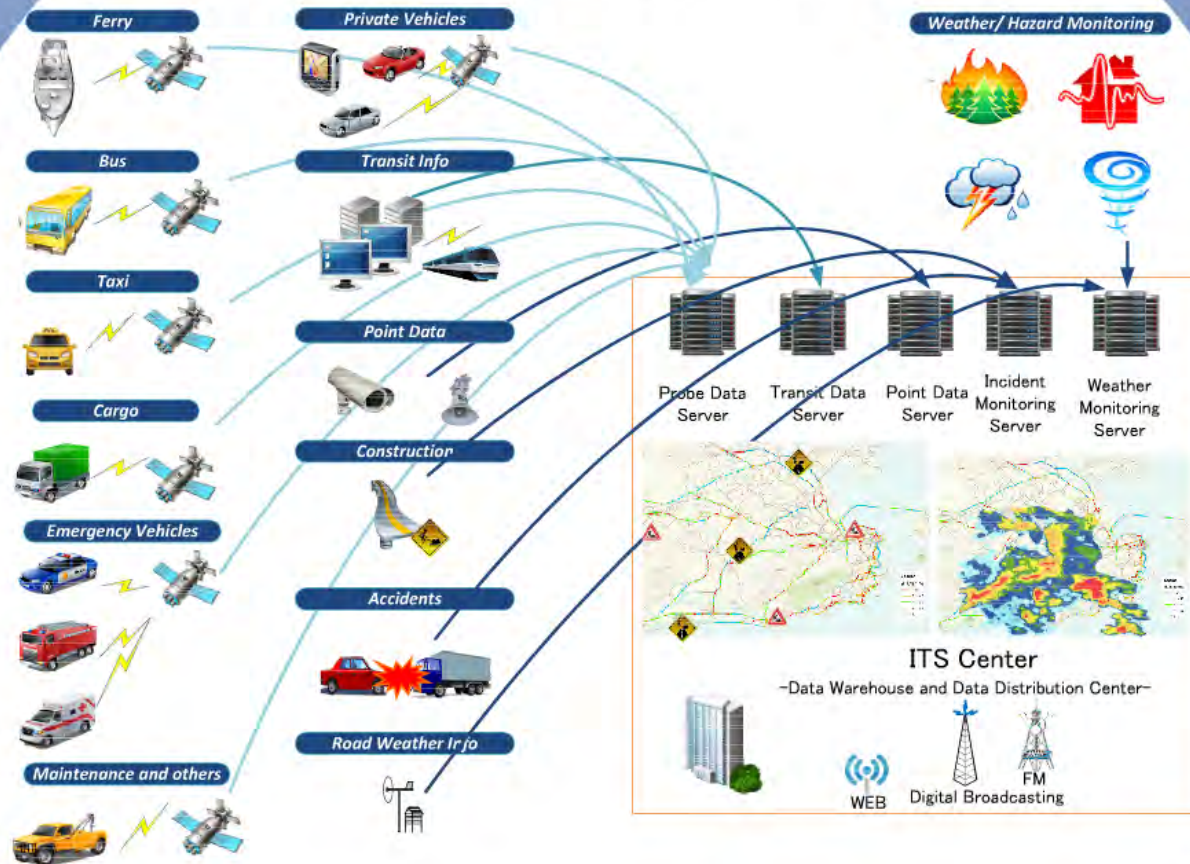 Ferry
Private Vehicles
Weather/ Hazard Monitoring
Bus
Transit Info
Taxi
Point Data
Cargo
Construction
Emergency Vehicles
Accidents
Road Weather Info
Maintenance and others
Probe Data
Server
Transit Data
Server
Point Data
Server
Incident
Monitoring
Server
Weather
Monitoring
Server
ITS Center
-Data Warehouse and Data Distribution Center-
WEB
Digital Broadcasting
FM